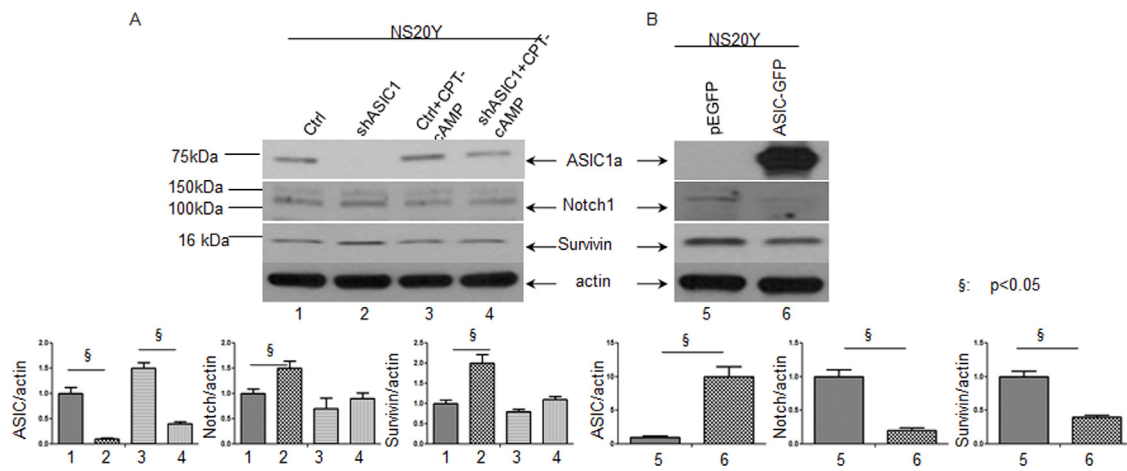 A
B
NS20Y
NS20Y
Ctrl
shASIC1
Ctrl+CPT-
cAMP
shASIC1+CPT-
cAMP
pEGFP
ASIC-GFP
75kDa
ASIC1a
150kDa
100kDa
Notch1
16 kDa
Survivin
actin
1 2 3 4
5 6
§: p<0.05
ASIC/actin
2.0
1.5
1.0
0.5
0.0
§
§
1 2 3 4
Notch/actin
2.0
1.5
1.0
0.5
0.0
§
1 2 3 4
Survivin/actin
2.5
2.0
1.5
1.0
0.5
0.0
§
1 2 3 4
ASIC/actin
15
10
5
0
§
5 6
Notch/actin
1.5
1.0
0.5
0.0
§
5 6
Survivin/actin
1.5
1.0
0.5
0.0
§
5 6